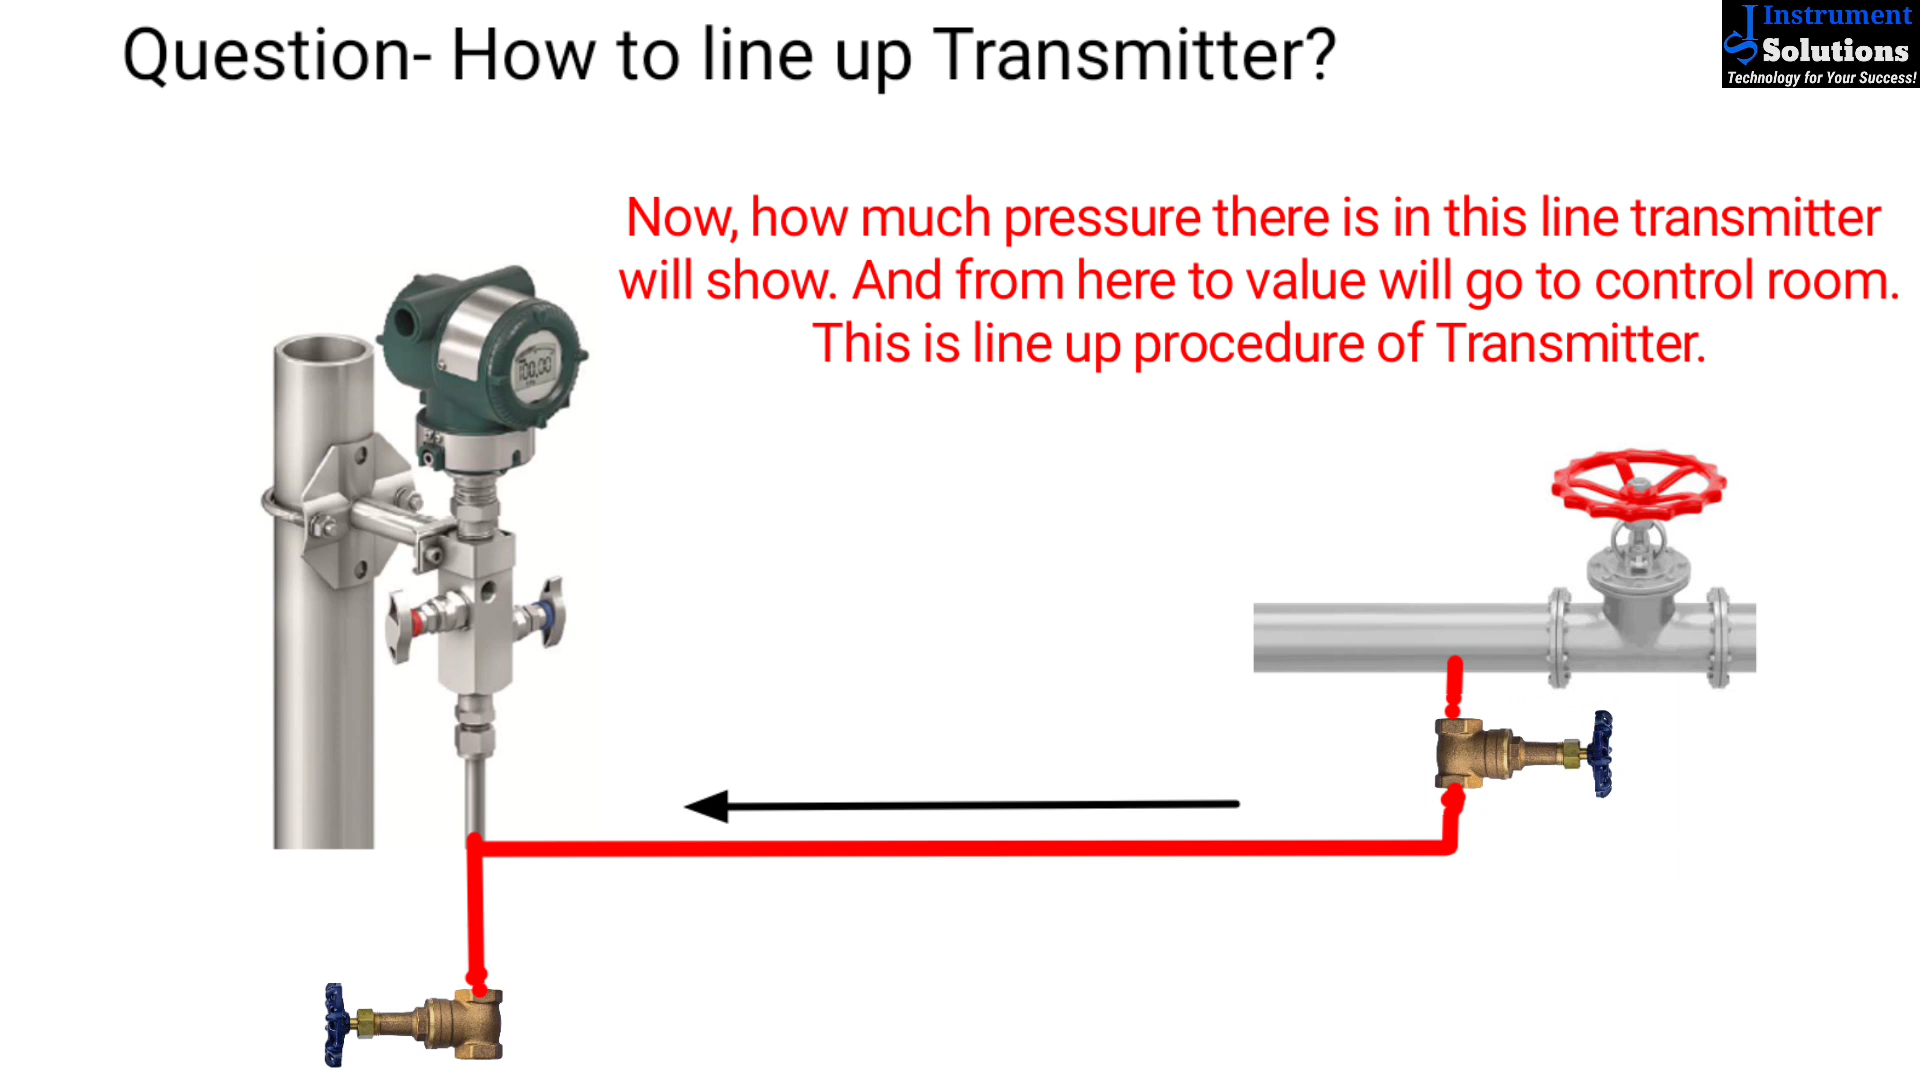 Question- How to line up Transmitter?
Instrument
Solutions
Technology for Your Success!
Now, how much pressure there is in this line transmitter
will show. And from here to value will go to control room.
This is line up procedure of Transmitter.
100.00